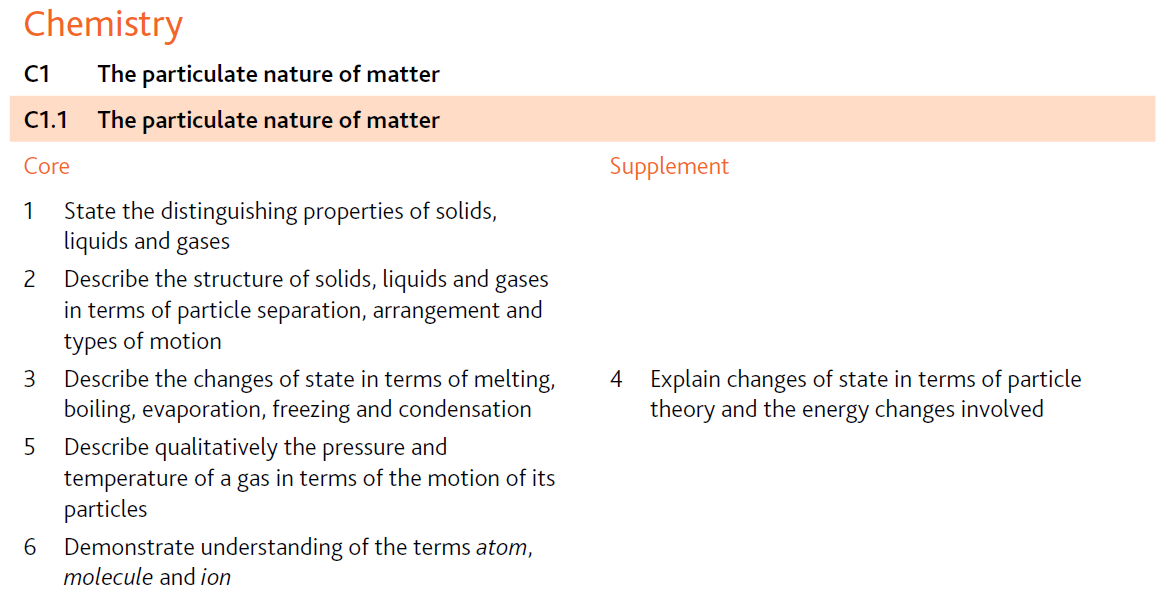 Chemistry
C1 The particulate nature of matter
C1.1 The particulate nature of matter
Core
Supplement
1 State the distinguishing properties of solids,
liquids and gases
2 Describe the structure of solids, liquids and gases
in terms of particle separation, arrangement and
types of motion
3 Describe the changes of state in terms of melting,
boiling, evaporation, freezing and condensation
4 Explain changes of state in terms of particle
theory and the energy changes involved
5 Describe qualitatively the pressure and
temperature of a gas in terms of the motion of its
particles
6 Demonstrate understanding of the terms atom,
molecule and ion